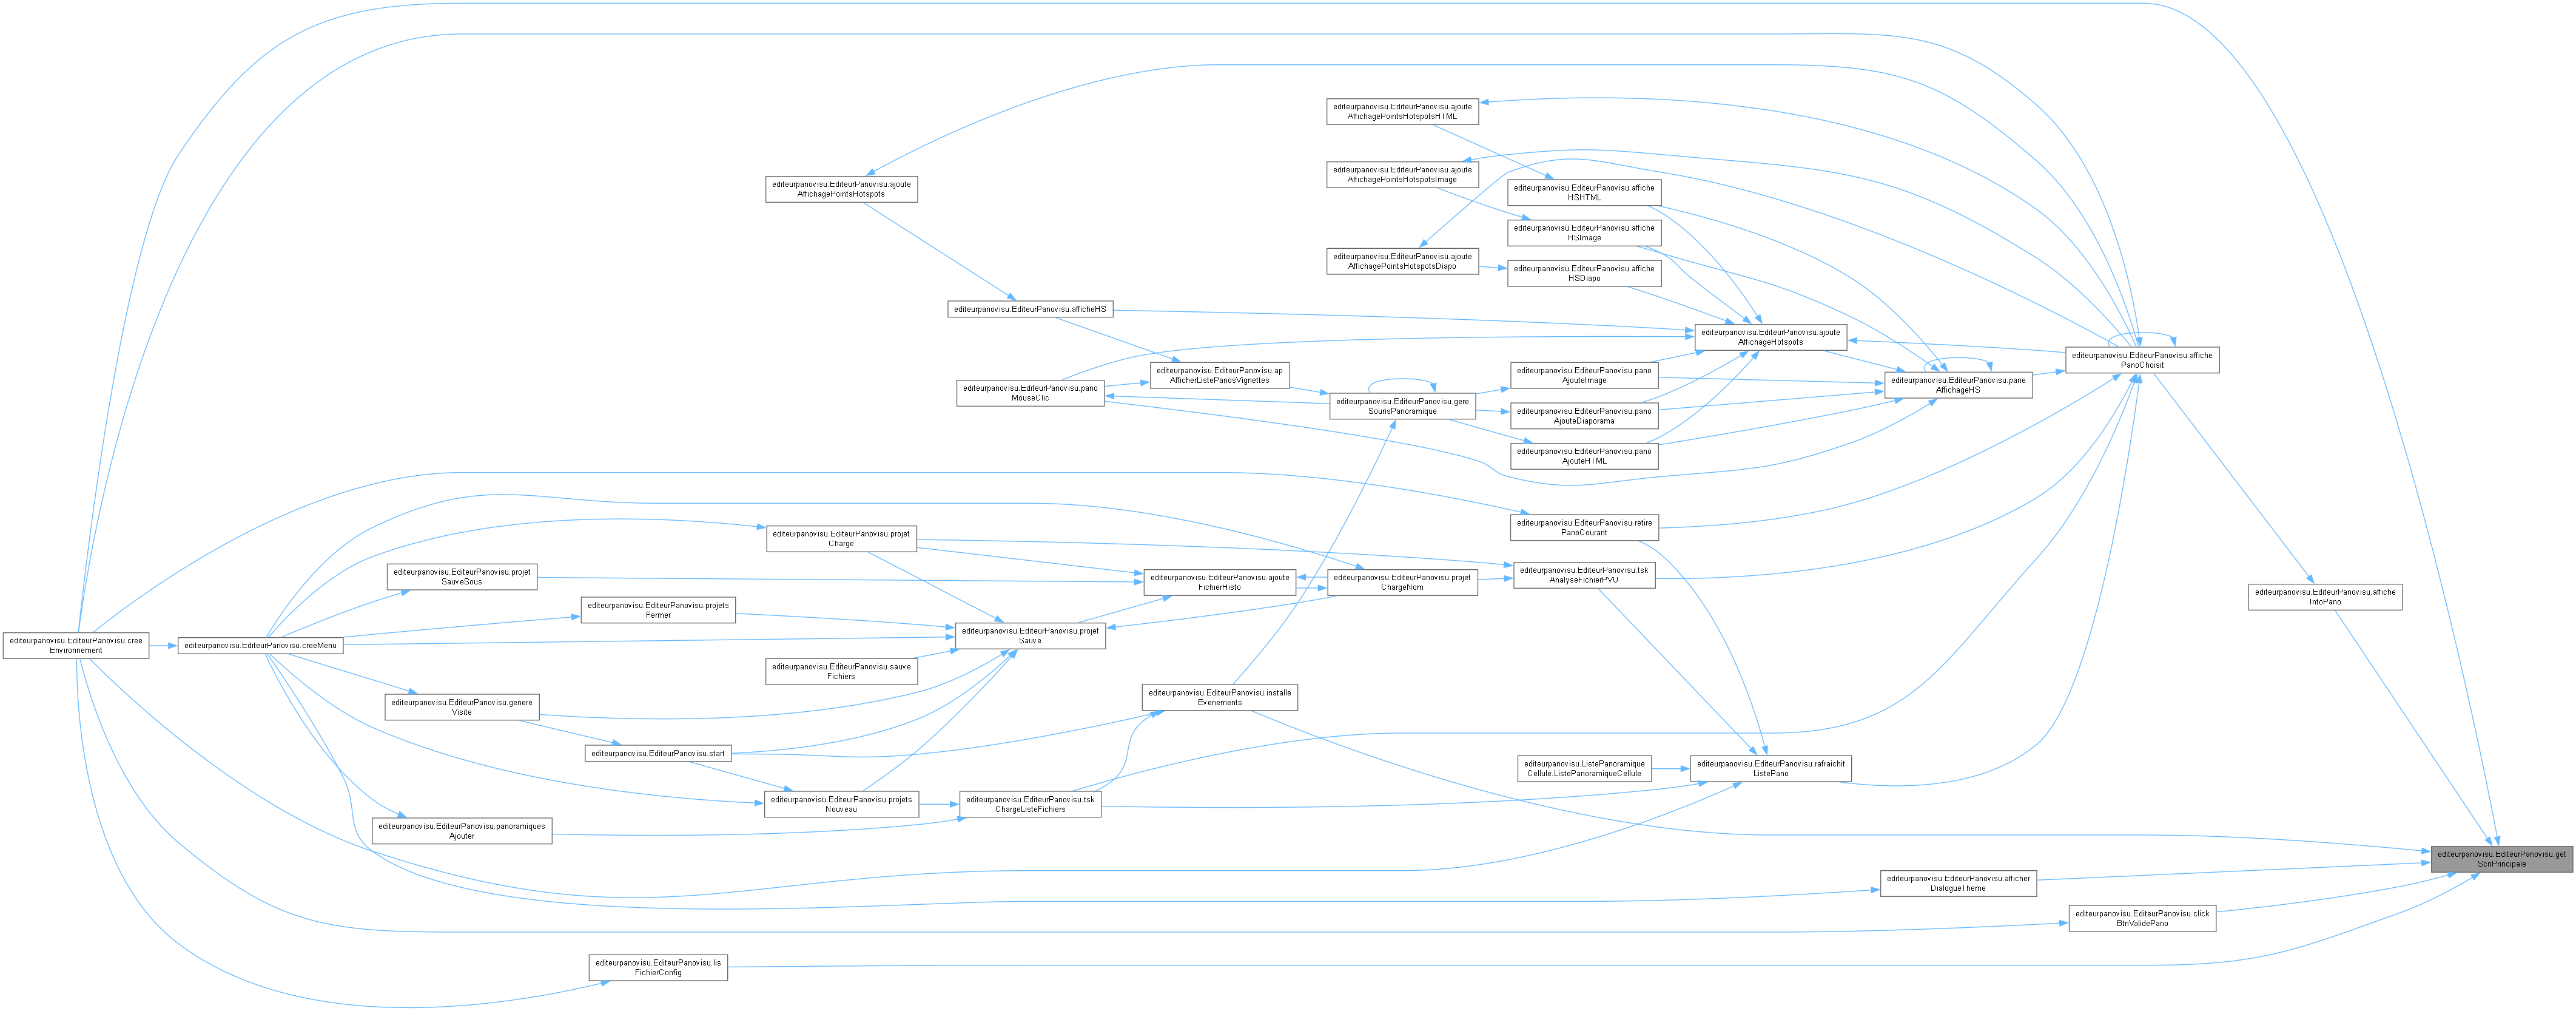 editeurpanovisu.EditeurPanovisu.cree
Environnement
editeurpanovisu.EditeurPanovisu.creeMenu
editeurpanovisu.EditeurPanovisu.projet
SauveSous
editeurpanovisu.EditeurPanovisu.projets
Fermer
editeurpanovisu.EditeurPanovisu.genere
Visite
editeurpanovisu.EditeurPanovisu.start
editeurpanovisu.EditeurPanovisu.panoramiques
Ajouter
editeurpanovisu.EditeurPanovisu.lis
FichierConfig
editeurpanovisu.EditeurPanovisu.ajoute
AffichagePointsHotspots
editeurpanovisu.EditeurPanovisu.projet
Charge
editeurpanovisu.EditeurPanovisu.sauve
Fichiers
editeurpanovisu.EditeurPanovisu.projets
Nouveau
editeurpanovisu.EditeurPanovisu.afficheHS
editeurpanovisu.EditeurPanovisu.pano
MouseClic
editeurpanovisu.EditeurPanovisu.projet
Sauve
editeurpanovisu.EditeurPanovisu.tsk
ChargeListeFichiers
editeurpanovisu.EditeurPanovisu.ap
AfficherListePanosVignettes
editeurpanovisu.EditeurPanovisu.ajoute
FichierHisto
editeurpanovisu.EditeurPanovisu.installe
Evenements
editeurpanovisu.EditeurPanovisu.ajoute
AffichagePointsHotspotsHTML
editeurpanovisu.EditeurPanovisu.ajoute
AffichagePointsHotspotsImage
editeurpanovisu.EditeurPanovisu.ajoute
AffichagePointsHotspotsDiapo
editeurpanovisu.EditeurPanovisu.gere
SourisPanoramique
editeurpanovisu.EditeurPanovisu.projet
ChargeNom
editeurpanovisu.EditeurPanovisu.affiche
HSHTML
editeurpanovisu.EditeurPanovisu.affiche
HSImage
editeurpanovisu.EditeurPanovisu.affiche
HSDiapo
editeurpanovisu.EditeurPanovisu.pano
AjouteImage
editeurpanovisu.EditeurPanovisu.pano
AjouteDiaporama
editeurpanovisu.EditeurPanovisu.pano
AjouteHTML
editeurpanovisu.EditeurPanovisu.retire
PanoCourant
editeurpanovisu.EditeurPanovisu.tsk
AnalyseFichierPVU
editeurpanovisu.ListePanoramique
Cellule.ListePanoramiqueCellule
editeurpanovisu.EditeurPanovisu.ajoute
AffichageHotspots
editeurpanovisu.EditeurPanovisu.rafraichit
ListePano
editeurpanovisu.EditeurPanovisu.pane
AffichageHS
editeurpanovisu.EditeurPanovisu.afficher
DialogueTheme
editeurpanovisu.EditeurPanovisu.affiche
PanoChoisit
editeurpanovisu.EditeurPanovisu.click
BtnValidePano
editeurpanovisu.EditeurPanovisu.affiche
InfoPano
editeurpanovisu.EditeurPanovisu.get
ScnPrincipale